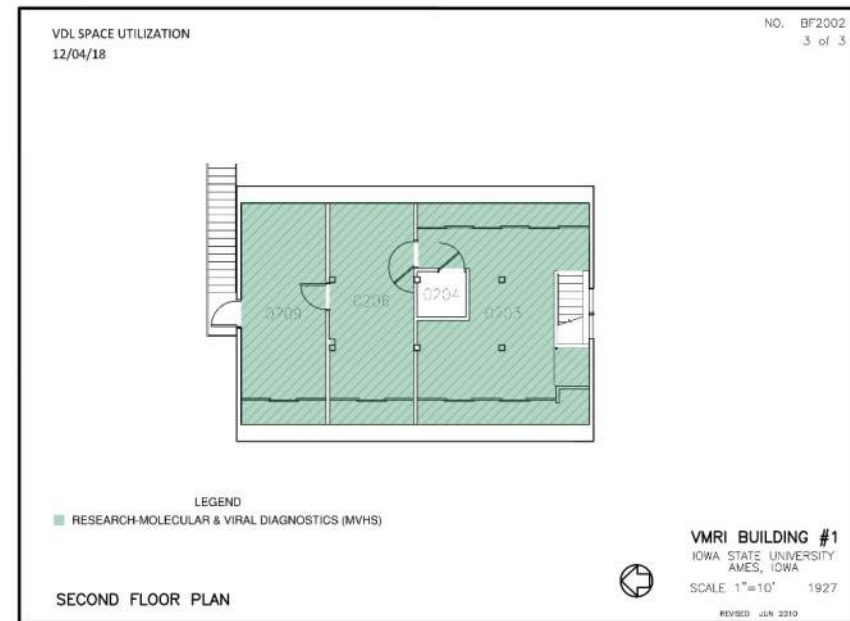 VDL SPACE UTILIZATION
12/04/18
NO. BF2002
3 of 3
0209
0206
0204
0203
LEGEND
RESEARCH-MOLECULAR & VIRAL DIAGNOSTICS (MVHS)
SECOND FLOOR PLAN
VMRI BUILDING #1
IOWA STATE UNIVERSITY
AMES, IOWA
SCALE 1"=10' 1927
REVISED JUN 2010